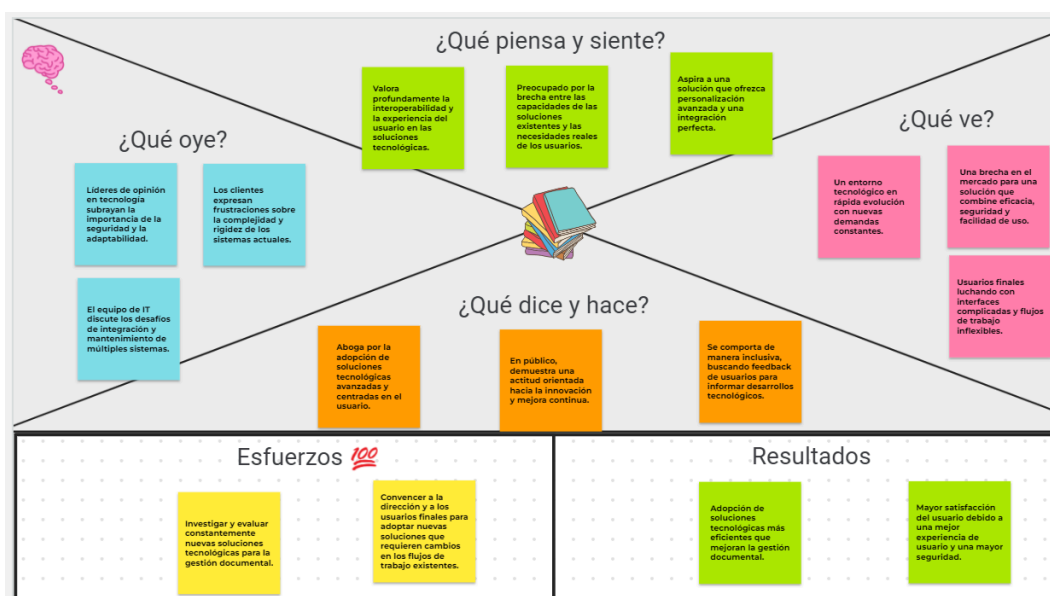 ¿Qué piensa y siente?
Valora
profundamente la
interoperabilidad y
la experiencia del
usuario en las
soluciones
tecnológicas.
Preocupado por la
brecha entre las
capacidades de las
soluciones
existentes y las
necesidades reales
de los usuarios.
Aspira a una
solución que ofrezca
personalización
avanzada y una
integración
perfecta.
¿Qué oye?
Líderes de opinión
en tecnología
subrayan la
importancia de la
seguridad y la
adaptabilidad.
Los clientes
expresan
frustraciones sobre
la complejidad y
rigidez de los
sistemas actuales.
El equipo de IT
discute los desafíos
de integración y
mantenimiento de
múltiples sistemas.
¿Qué ve?
Un entorno
tecnológico en
rápida evolución
con nuevas
demandas
constantes.
Una brecha en el
mercado para una
solución que
combine eficacia,
seguridad y
facilidad de uso.
Usuarios finales
luchando con
interfaces
complicadas y flujos
de trabajo
inflexibles.
¿Qué dice y hace?
Aboga por la
adopción de
soluciones
tecnológicas
avanzadas y
centradas en el
usuario.
En público,
demuestra una
actitud orientada
hacia la innovación
y mejora continua.
Se comporta de
manera inclusiva,
buscando feedback
de usuarios para
informar desarrollos
tecnológicos.
Esfuerzos 💯
Investigar y evaluar
constantemente
nuevas soluciones
tecnológicas para la
gestión documental.
Convencer a la
dirección y a los
usuarios finales para
adoptar nuevas
soluciones que
requieren cambios
en los flujos de
trabajo existentes.
Resultados
Adopción de
soluciones
tecnológicas más
eficientes que
mejoran la gestión
documental.
Mayor satisfacción
del usuario debido a
una mejor
experiencia de
usuario y una mayor
seguridad.